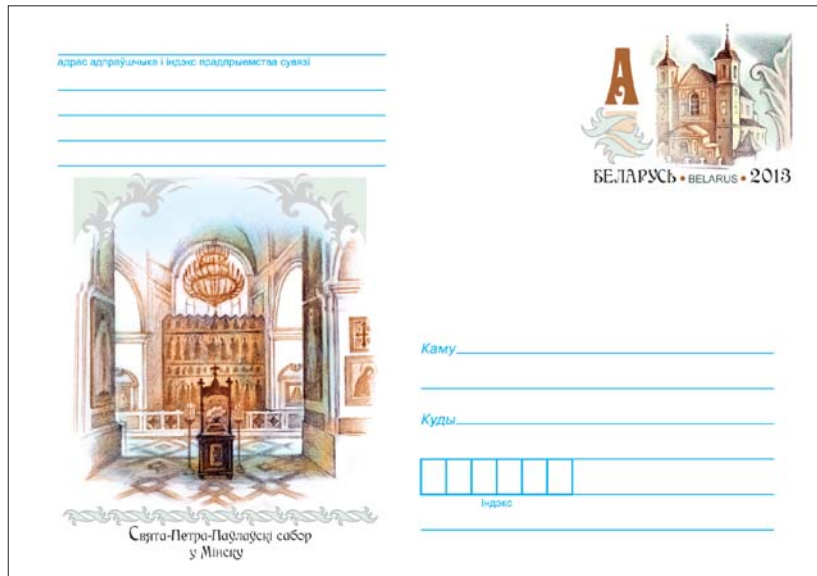 адрас адпраўшчыка і індэкс прадпрыемства сувязі
А
БЕЛАРУСЬ • BELARUS • 2013
Каму
Куды
індэкс
Свята-Петра-Паўлаўскі сабор
у Мінску